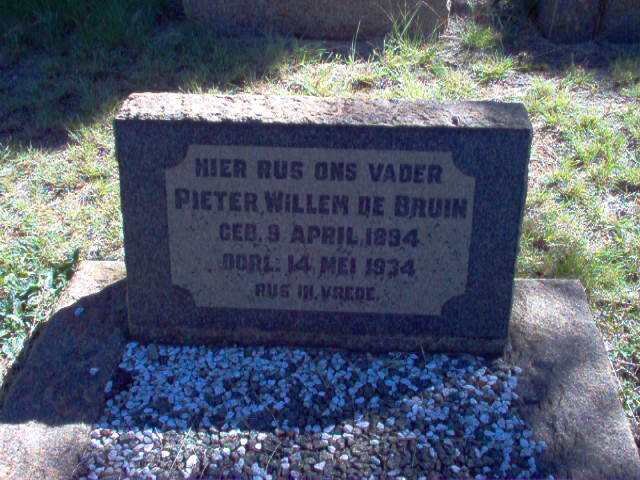 HIER RUS ONS VADER
PIETER WILLEM DE BRUIN
GEB. 9 APRIL 1894
OORL. 14 MEI 1934
RUS IN VREDE.